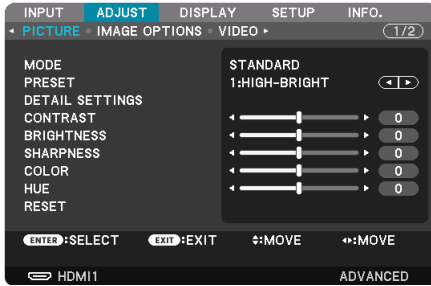 INPUT ADJUST DISPLAY SETUP INFO.
PICTURE IMAGE OPTIONS VIDEO 1/2
MODE STANDARD
PRESET 1:HIGH-BRIGHT
DETAIL SETTINGS
CONTRAST 0
BRIGHTNESS 0
SHARPNESS 0
COLOR 0
HUE 0
RESET
ENTER:SELECT EXIT:EXIT :MOVE :MOVE
HDMI1 ADVANCED